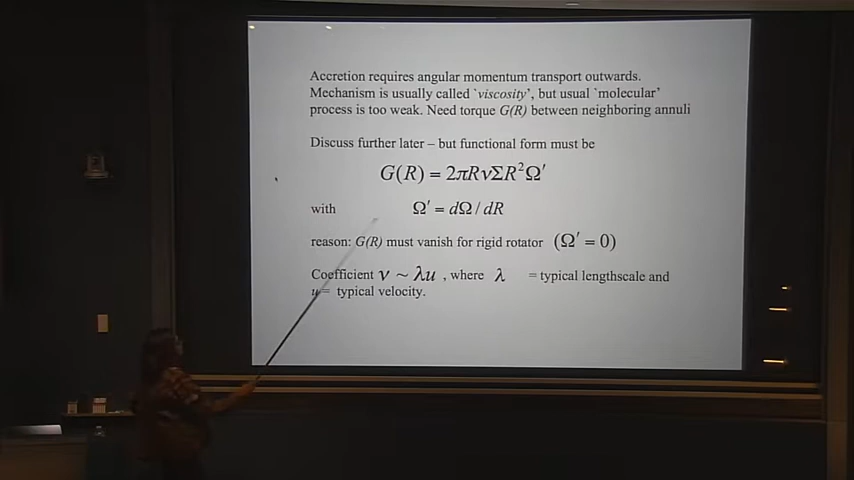 Accretion requires angular momentum transport outwards.
Mechanism is usually called `viscosity', but usual `molecular'
process is too weak. Need torque G(R) between neighboring annuli
Discuss further later – but functional form must be
G(R) = 2πRνΣR²Ω′
with Ω′ = dΩ / dR
reason: G(R) must vanish for rigid rotator (Ω′ = 0)
Coefficient ν ~ λu , where λ = typical lengthscale and
u = typical velocity.